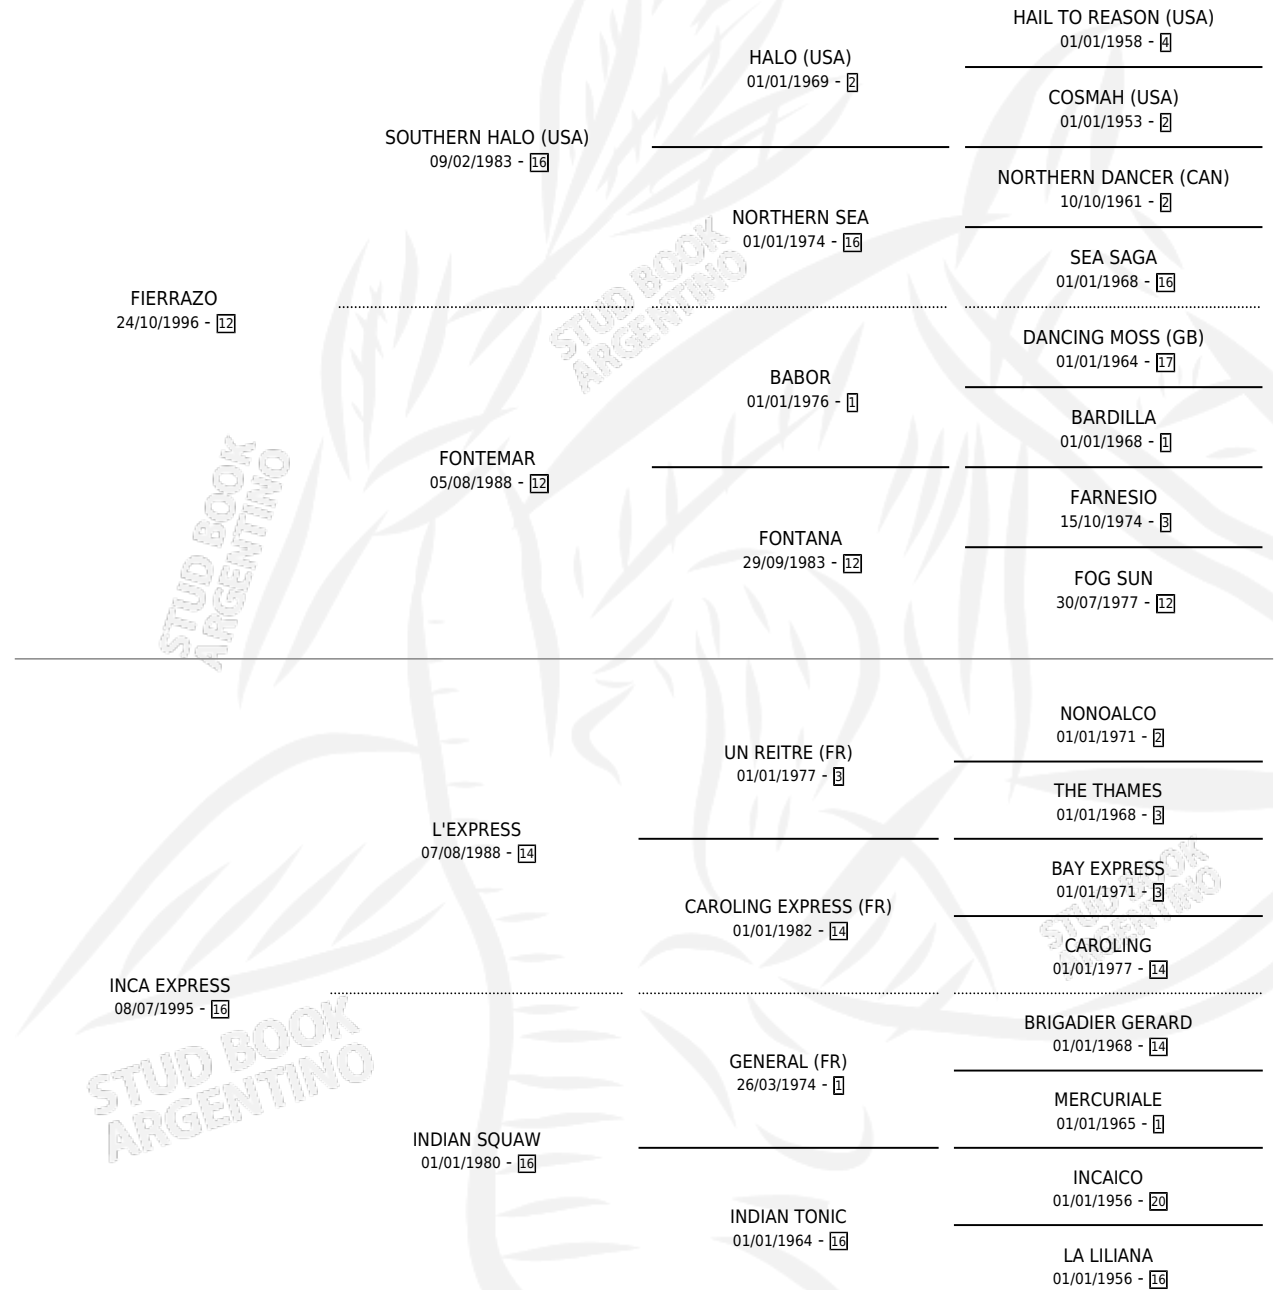 HAIL TO REASON (USA)
01/01/1958 - 4
HALO (USA)
01/01/1969 - 2
COSMAH (USA)
01/01/1953 - 2
SOUTHERN HALO (USA)
09/02/1983 - 16
NORTHERN DANCER (CAN)
10/10/1961 - 2
NORTHERN SEA
01/01/1974 - 16
SEA SAGA
01/01/1968 - 16
FIERRAZO
24/10/1996 - 12
DANCING MOSS (GB)
01/01/1964 - 17
BABOR
01/01/1976 - 1
BARDILLA
01/01/1968 - 1
FONTEMAR
05/08/1988 - 12
FARNESIO
15/10/1974 - 3
FONTANA
29/09/1983 - 12
FOG SUN
30/07/1977 - 12
NONOALCO
01/01/1971 - 2
UN REITRE (FR)
01/01/1977 - 3
THE THAMES
01/01/1968 - 3
L'EXPRESS
07/08/1988 - 14
BAY EXPRESS
01/01/1971 - 3
CAROLING EXPRESS (FR)
01/01/1982 - 14
CAROLING
01/01/1977 - 14
INCA EXPRESS
08/07/1995 - 16
BRIGADIER GERARD
01/01/1968 - 14
GENERAL (FR)
26/03/1974 - 1
MERCURIALE
01/01/1965 - 1
INDIAN SQUAW
01/01/1980 - 16
INCAICO
01/01/1956 - 20
INDIAN TONIC
01/01/1964 - 16
LA LILIANA
01/01/1956 - 16
STUD BOOK
ARGENTINO
STUD BOOK
ARGENTINO
STUD BOOK
ARGENTINO
STUD BOOK
ARGENTINO